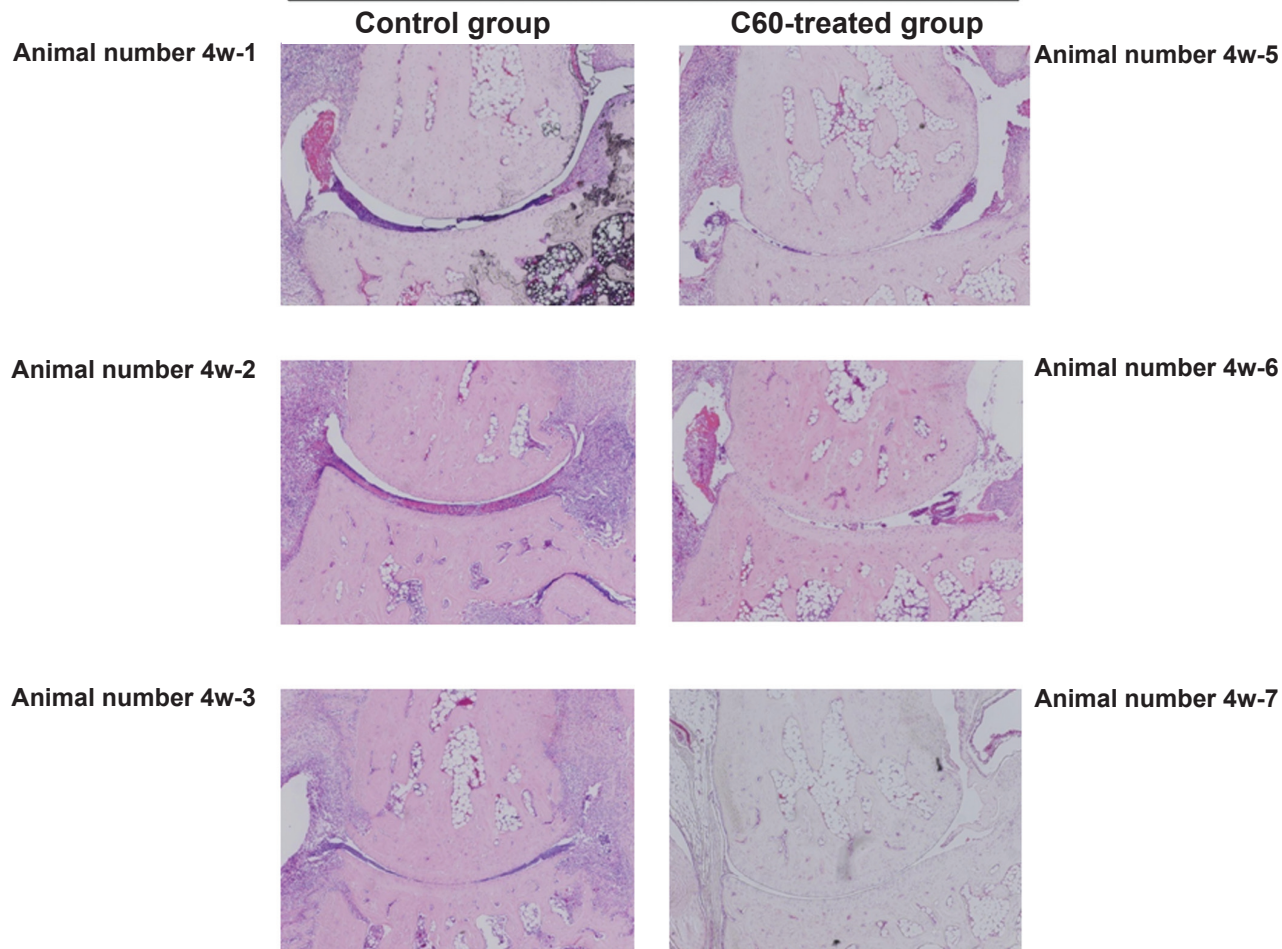 Control group
C60-treated group
Animal number 4w-1
Animal number 4w-5
Animal number 4w-2
Animal number 4w-6
Animal number 4w-3
Animal number 4w-7